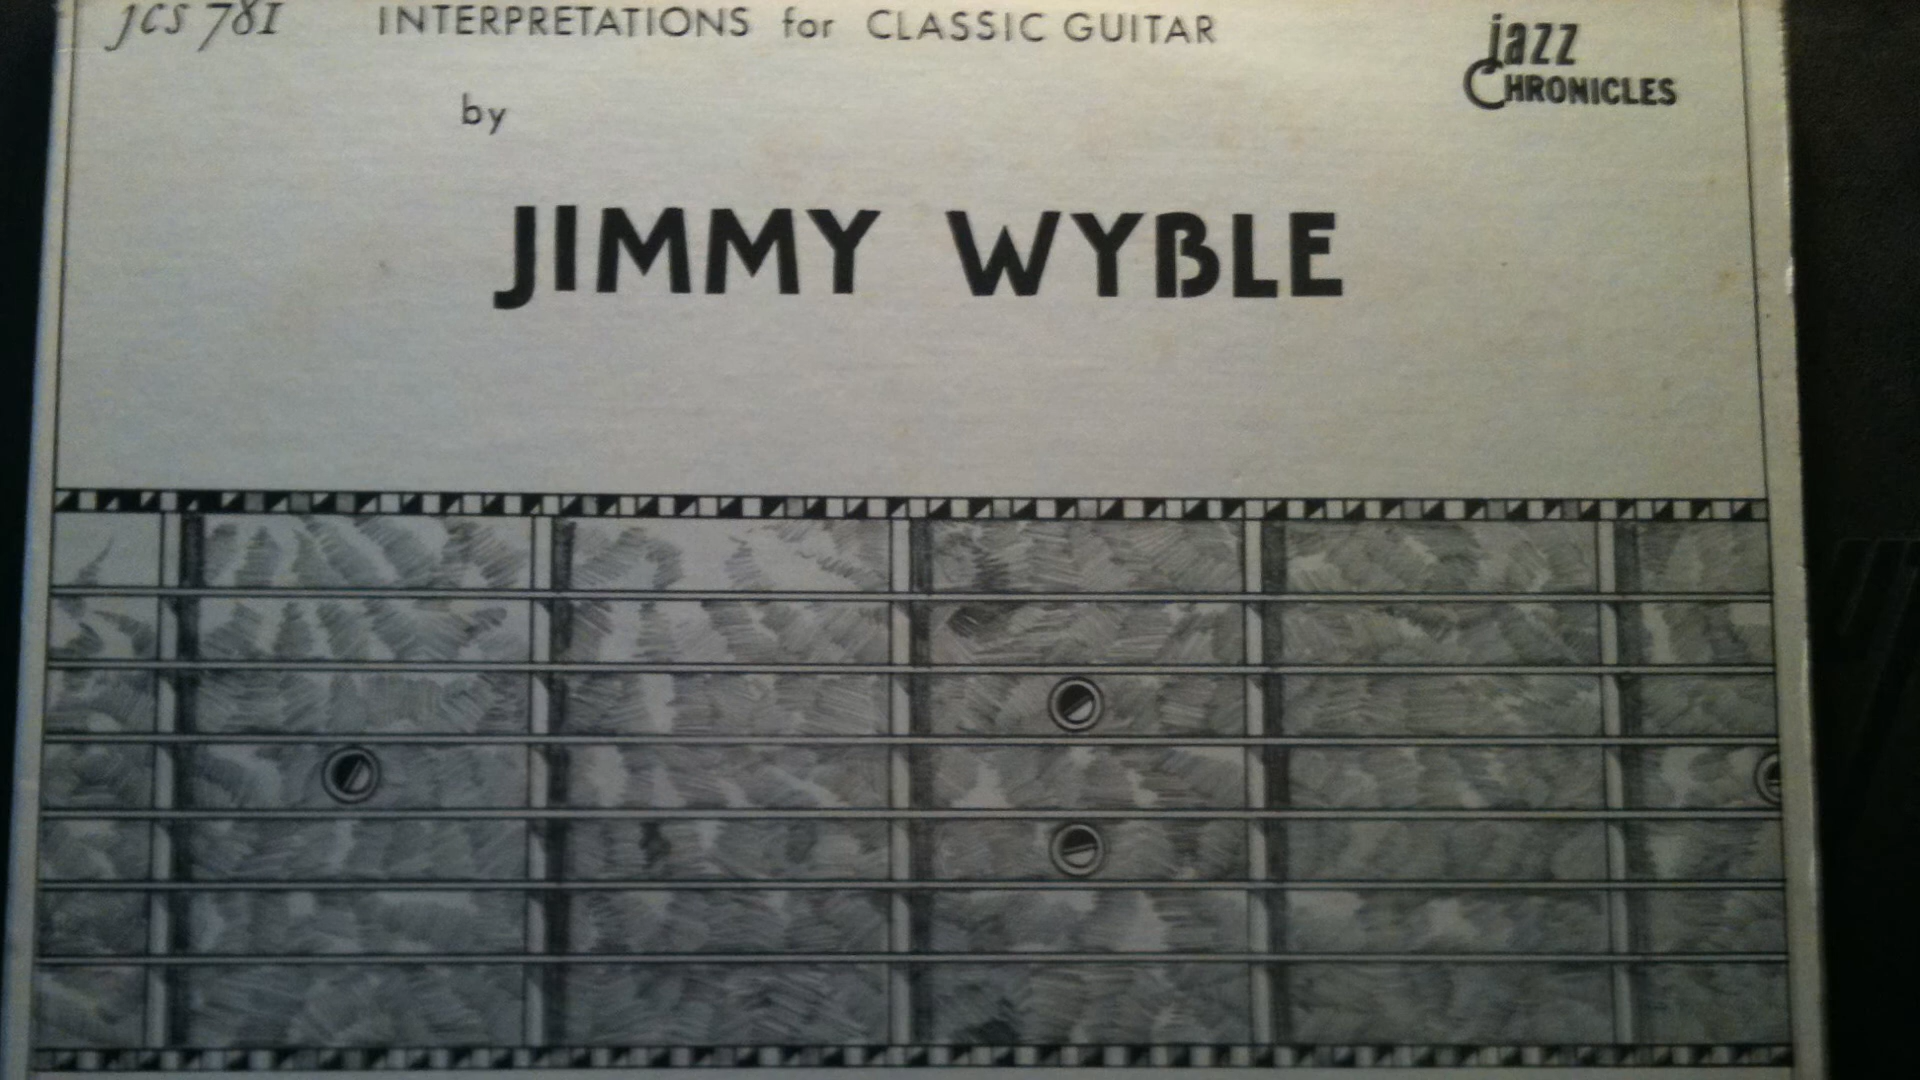 JCS 781 INTERPRETATIONS for CLASSIC GUITAR
jazz
CHRONICLES
by
JIMMY WYBLE